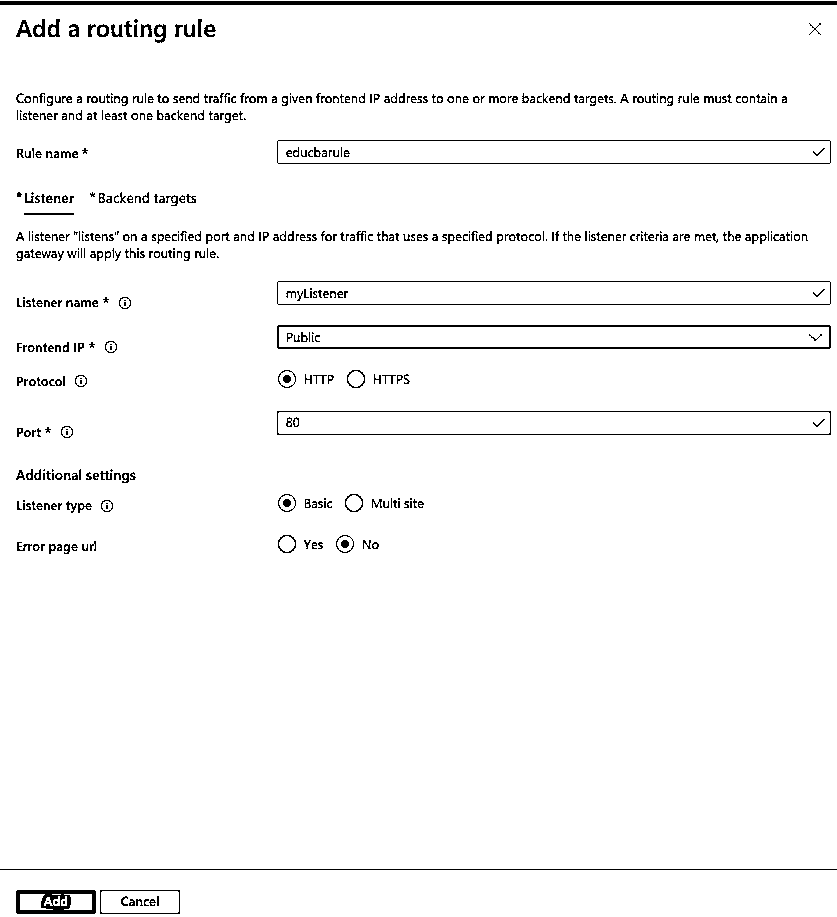 Add a routing rule
Configure a routing rule to send traffic from a given frontend IP address to one or more backend targets. A routing rule must contain a
listener and at least one backend target.
Rule name *
educbarule
* Listener * Backend targets
A listener "listens" on a specified port and IP address for traffic that uses a specified protocol. If the listener criteria are met, the application
gateway will apply this routing rule.
Listener name *
myListener
Frontend IP *
Public
Protocol
HTTP HTTPS
Port *
80
Additional settings
Listener type
Basic Multi site
Error page url
Yes No
Add Cancel